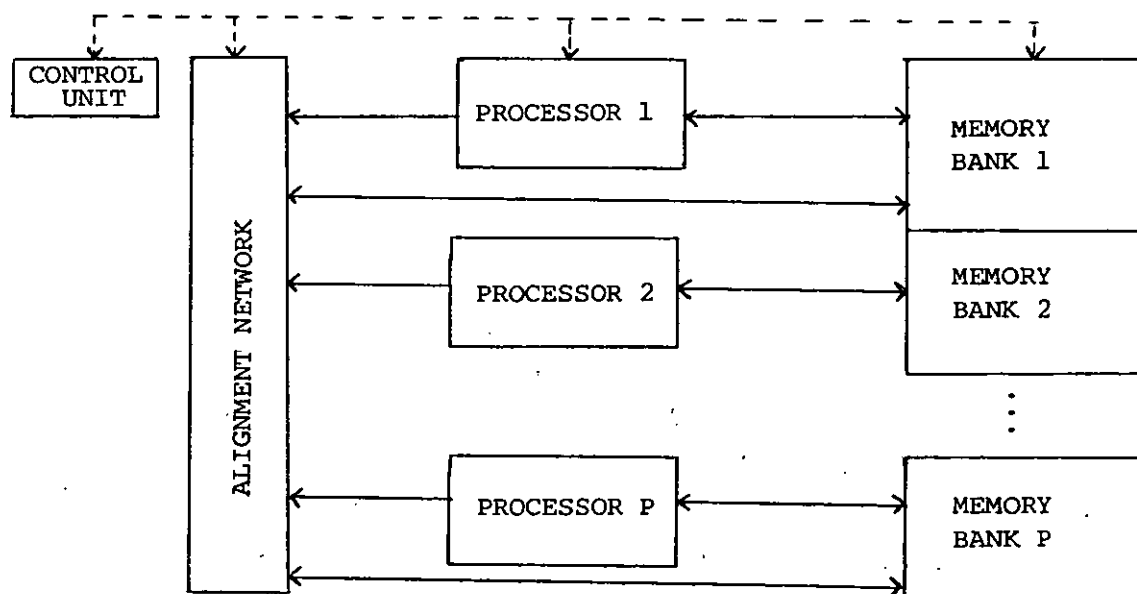 CONTROL
UNIT
ALIGNMENT NETWORK
PROCESSOR 1
MEMORY
BANK 1
PROCESSOR 2
MEMORY
BANK 2
PROCESSOR P
MEMORY
BANK P